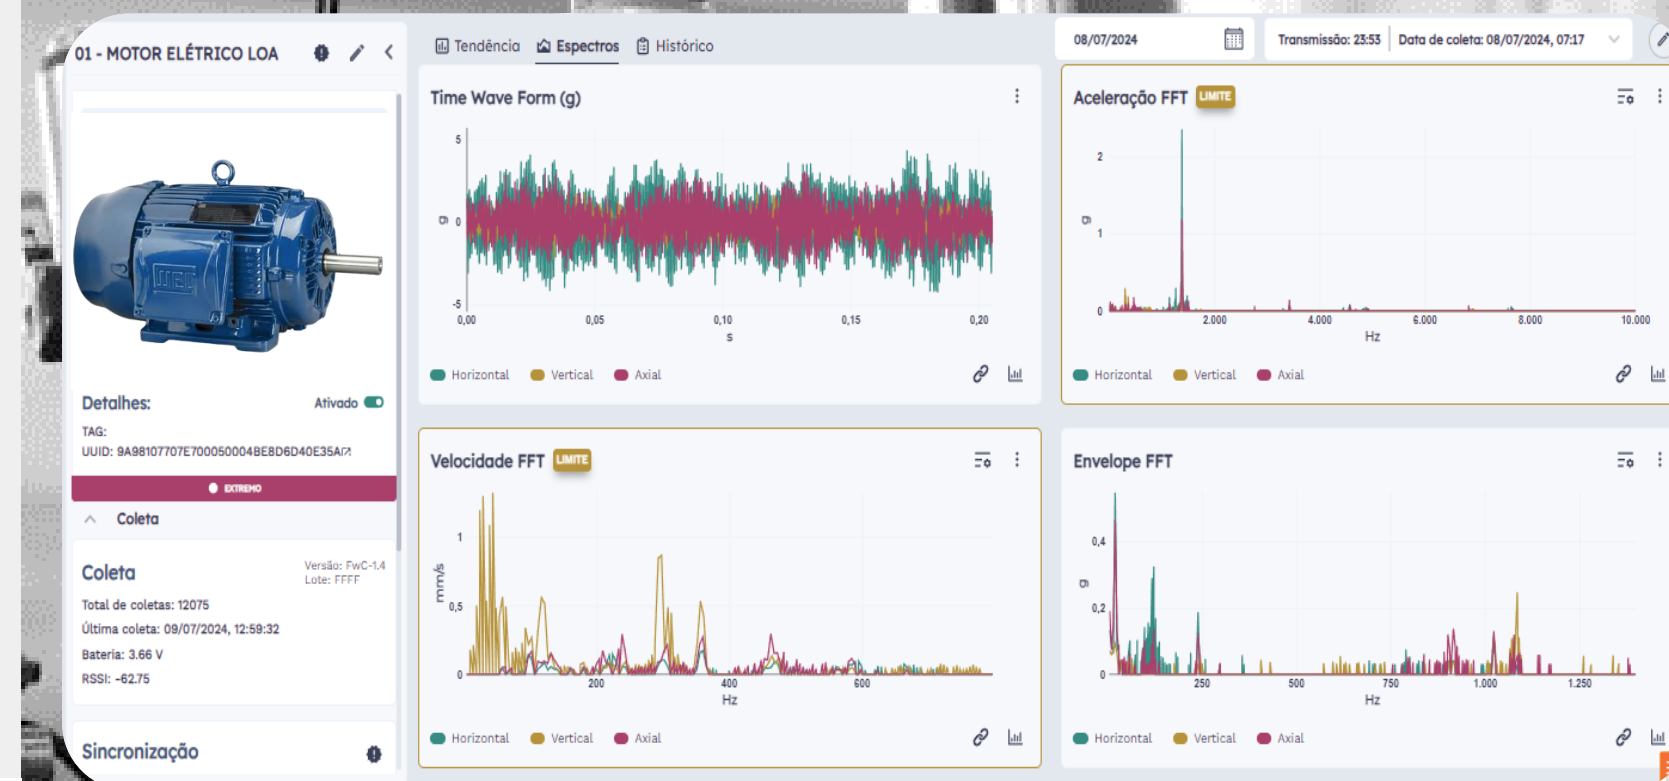 01 - MOTOR ELÉTRICO LOA
WEG
Detalhes:
Ativado
TAG:
UUID: 9A98107707E700050004BE8D6D40E35A
EXTREMO
Coleta
Coleta
Versão: FwC-1.4
Lote: FFFF
Total de coletas: 12075
Última coleta: 09/07/2024, 12:59:32
Bateria: 3.66 V
RSSI: -62.75
Sincronização
Tendência Espectros Histórico
08/07/2024
Transmissão: 23:53 Data de coleta: 08/07/2024, 07:17
Time Wave Form (g)
5
g 0
-5
0,00 0,05 0,10 0,15 0,20
s
Horizontal Vertical Axial
Aceleração FFT LIMITE
2
g
1
0
2.000 4.000 6.000 8.000 10.000
Hz
Horizontal Vertical Axial
Velocidade FFT LIMITE
1
mm/s
0,5
0
200 400 600
Hz
Horizontal Vertical Axial
Envelope FFT
0,4
g
0,2
0
250 500 750 1.000 1.250
Hz
Horizontal Vertical Axial